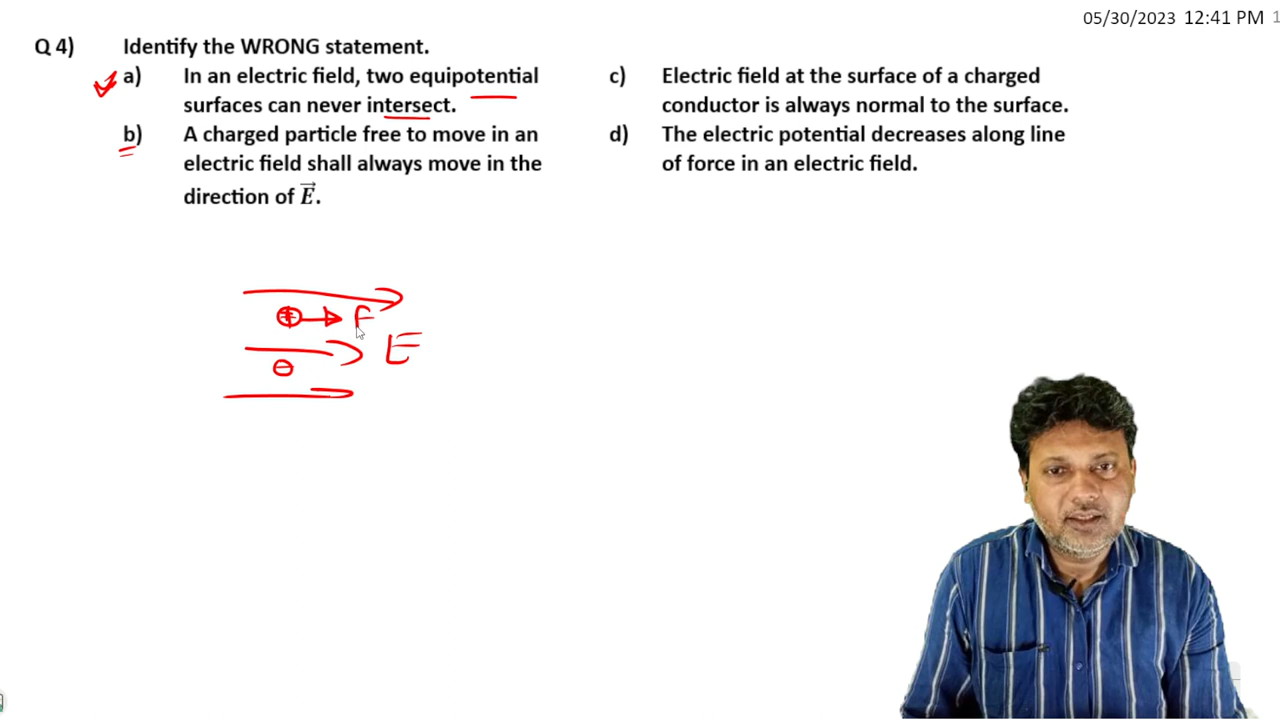 05/30/2023 12:41 PM 1
Q 4) Identify the WRONG statement.
a) In an electric field, two equipotential
surfaces can never intersect.
b) A charged particle free to move in an
electric field shall always move in the
direction of \vec{E}.
c) Electric field at the surface of a charged
conductor is always normal to the surface.
d) The electric potential decreases along line
of force in an electric field.
+ F
E
-